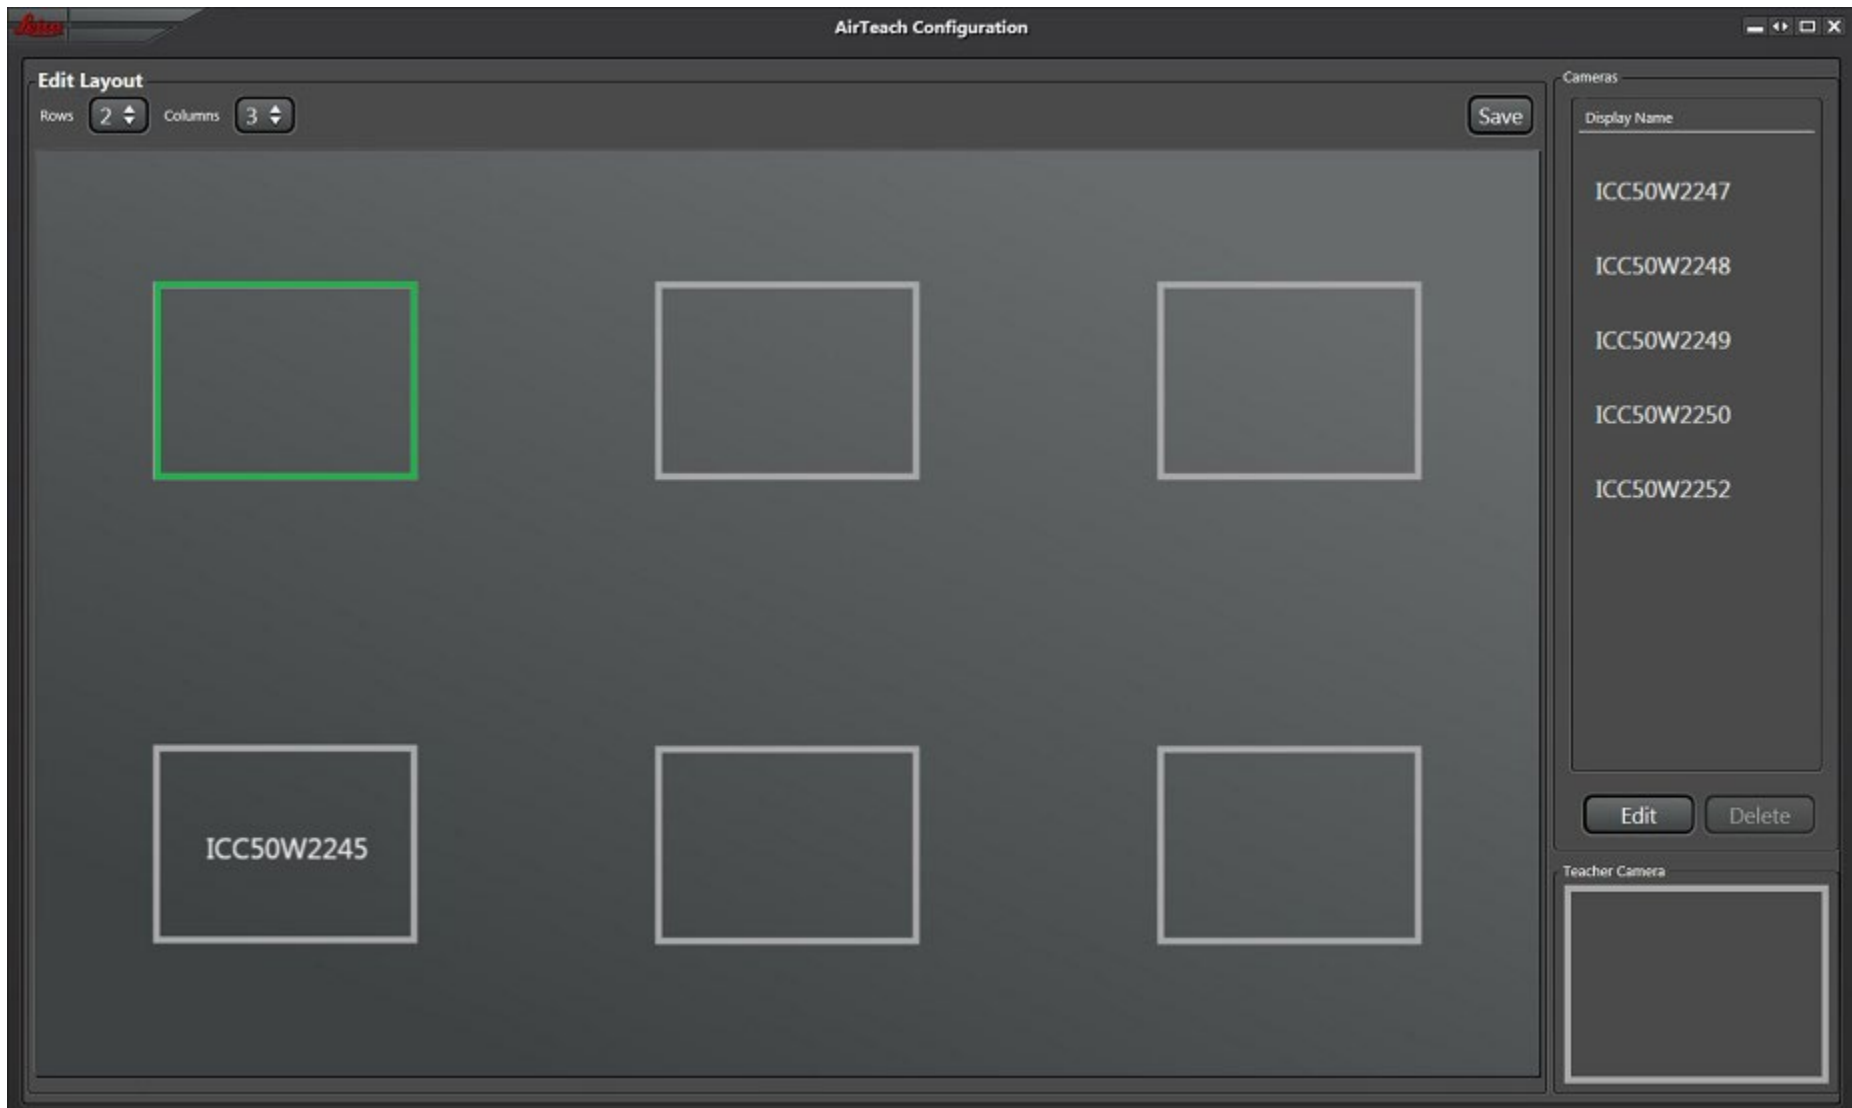 Leica
AirTeach Configuration
Edit Layout
Rows 2 Columns 3
Save
Cameras
Display Name
ICC50W2247
ICC50W2248
ICC50W2249
ICC50W2250
ICC50W2252
ICC50W2245
Edit Delete
Teacher Camera